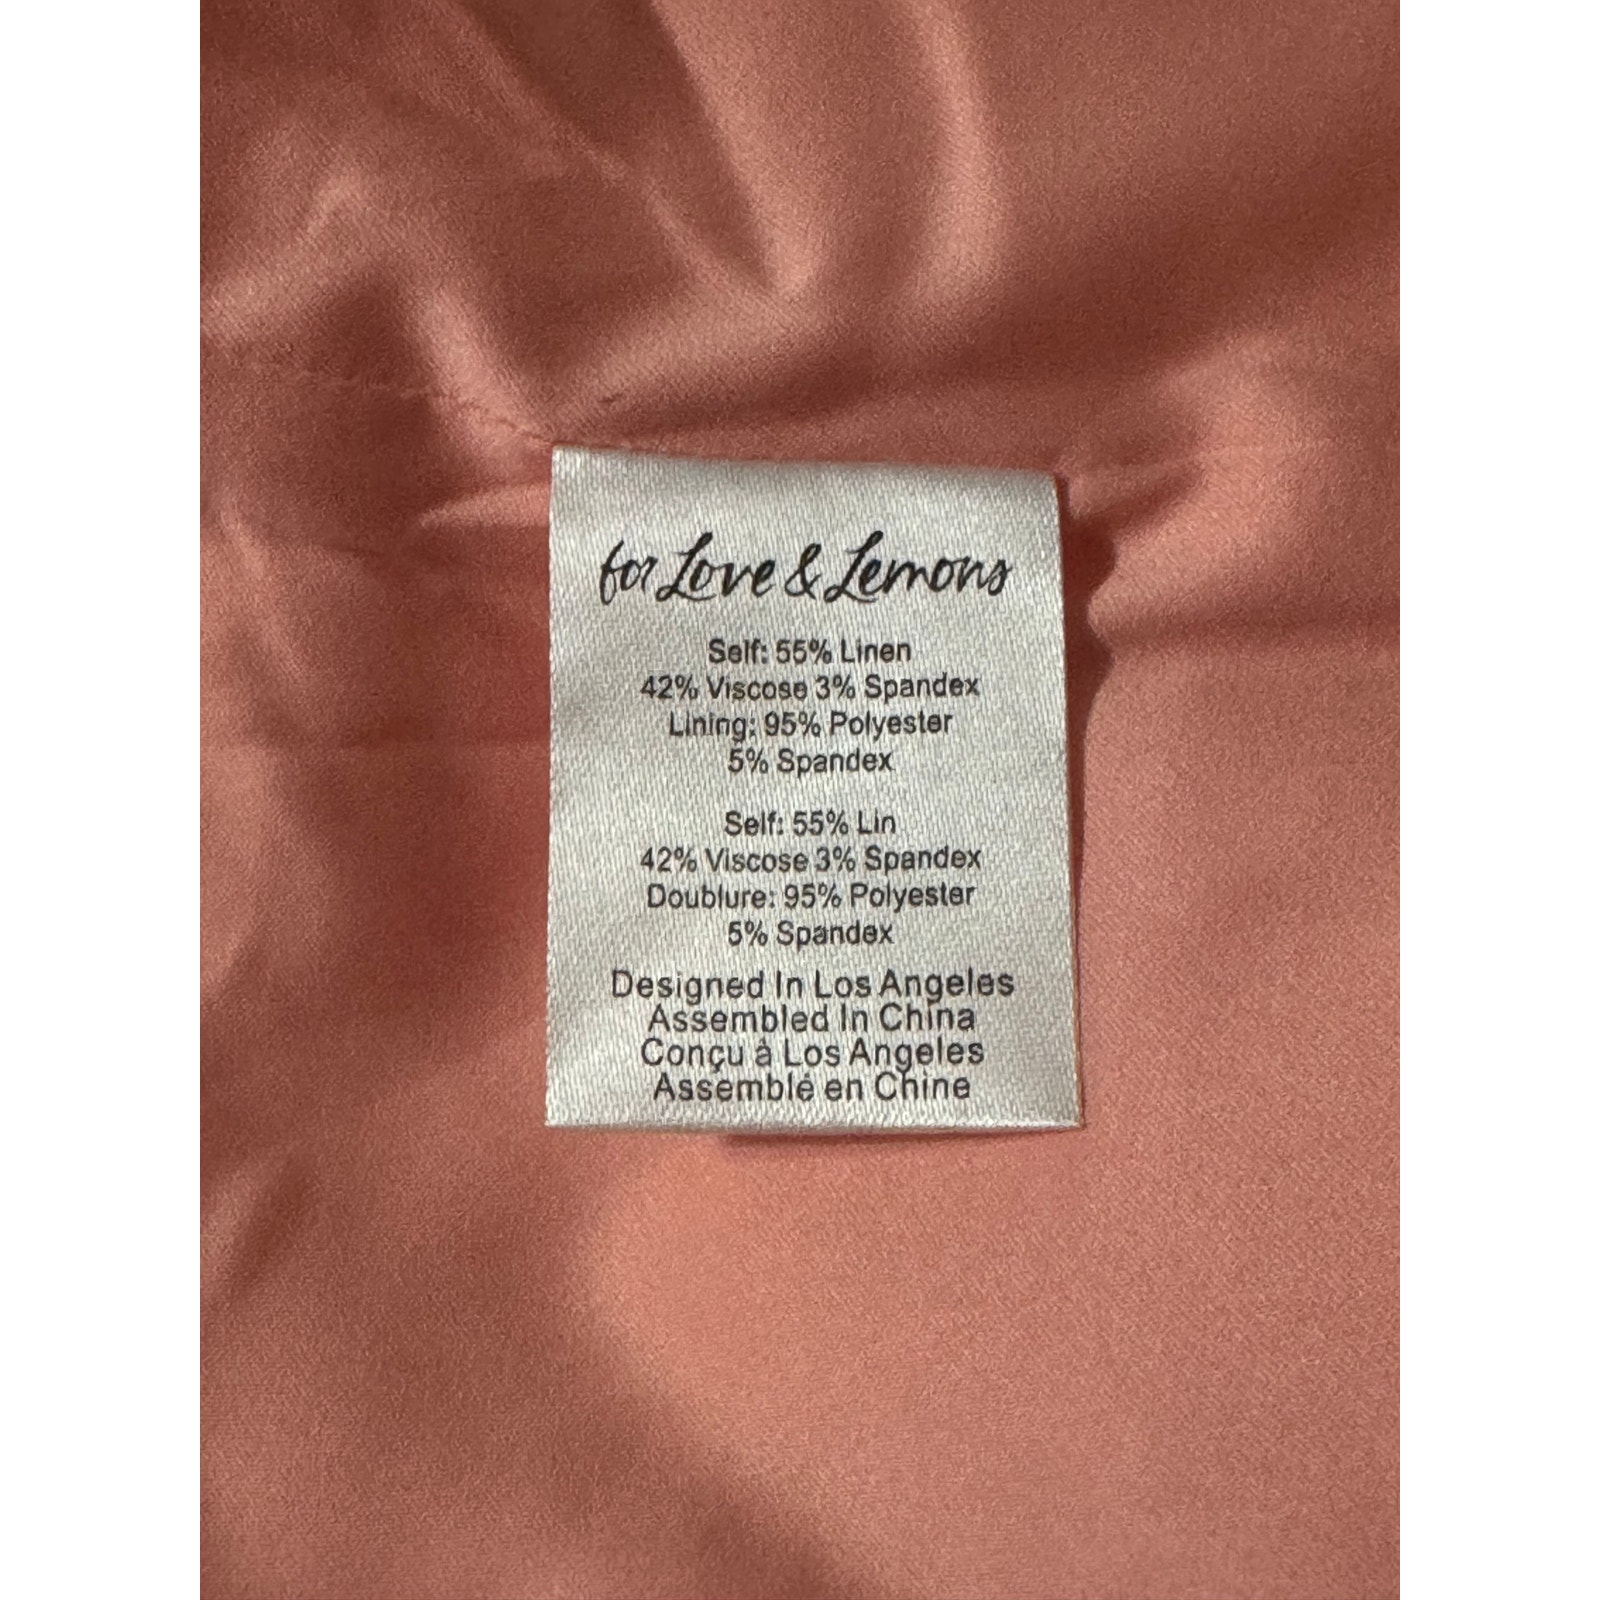 for Love & Lemons
Self: 55% Linen
42% Viscose 3% Spandex
Lining: 95% Polyester
5% Spandex
Self: 55% Lin
42% Viscose 3% Spandex
Doublure: 95% Polyester
5% Spandex
Designed In Los Angeles
Assembled In China
Conçu à Los Angeles
Assemblé en Chine